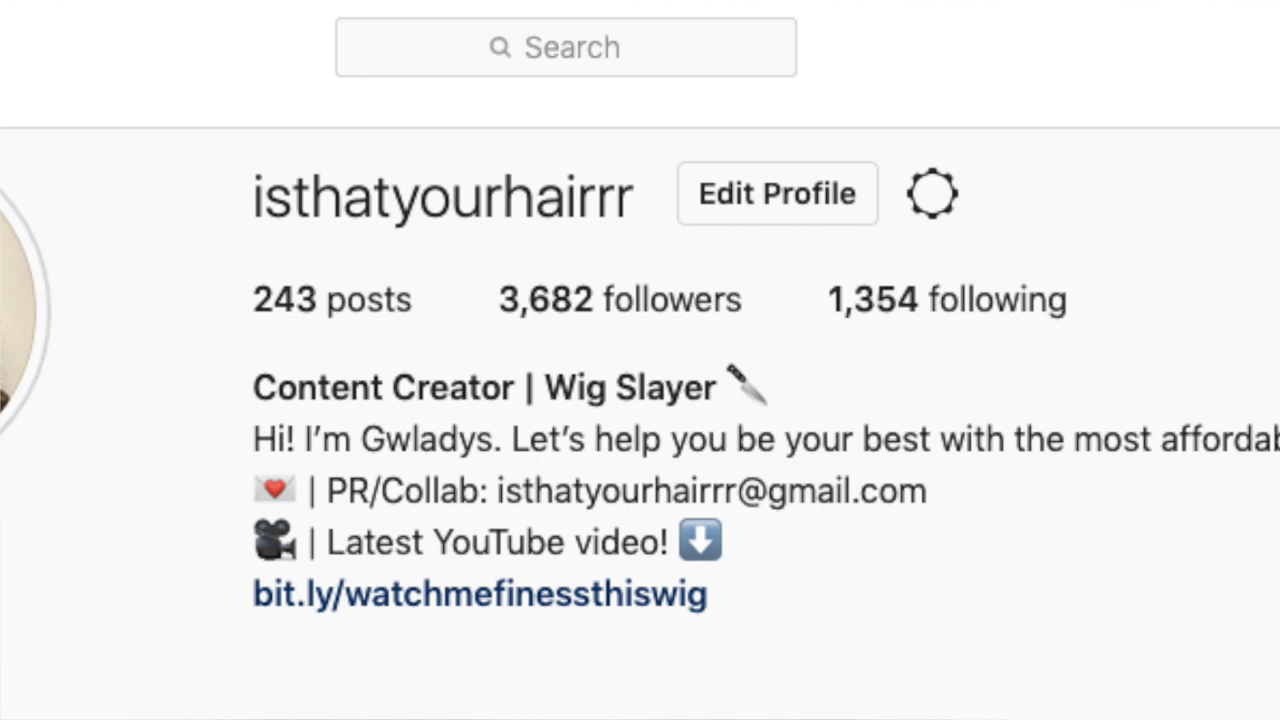 Search
isthatyourhairrr Edit Profile
243 posts 3,682 followers 1,354 following
Content Creator | Wig Slayer 🔪
Hi! I’m Gwladys. Let’s help you be your best with the most
💌 | PR/Collab: isthatyourhairrr@gmail.com
🎥 | Latest YouTube video! ⬇️
bit.ly/watchmefinessthiswig